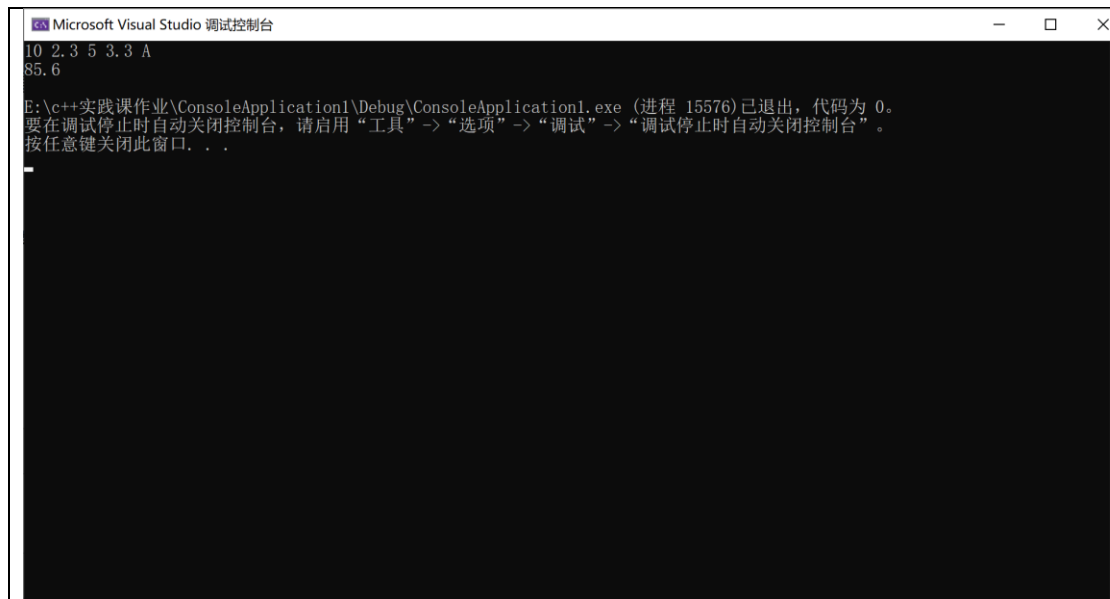 Microsoft Visual Studio 调试控制台
10 2.3 5 3.3 A
85.6
E:\c++实践课作业\ConsoleApplication1\Debug\ConsoleApplication1.exe (进程 15576)已退出，代码为 0。
要在调试停止时自动关闭控制台，请启用“工具”->“选项”->“调试”->“调试停止时自动关闭控制台”。
按任意键关闭此窗口. . .